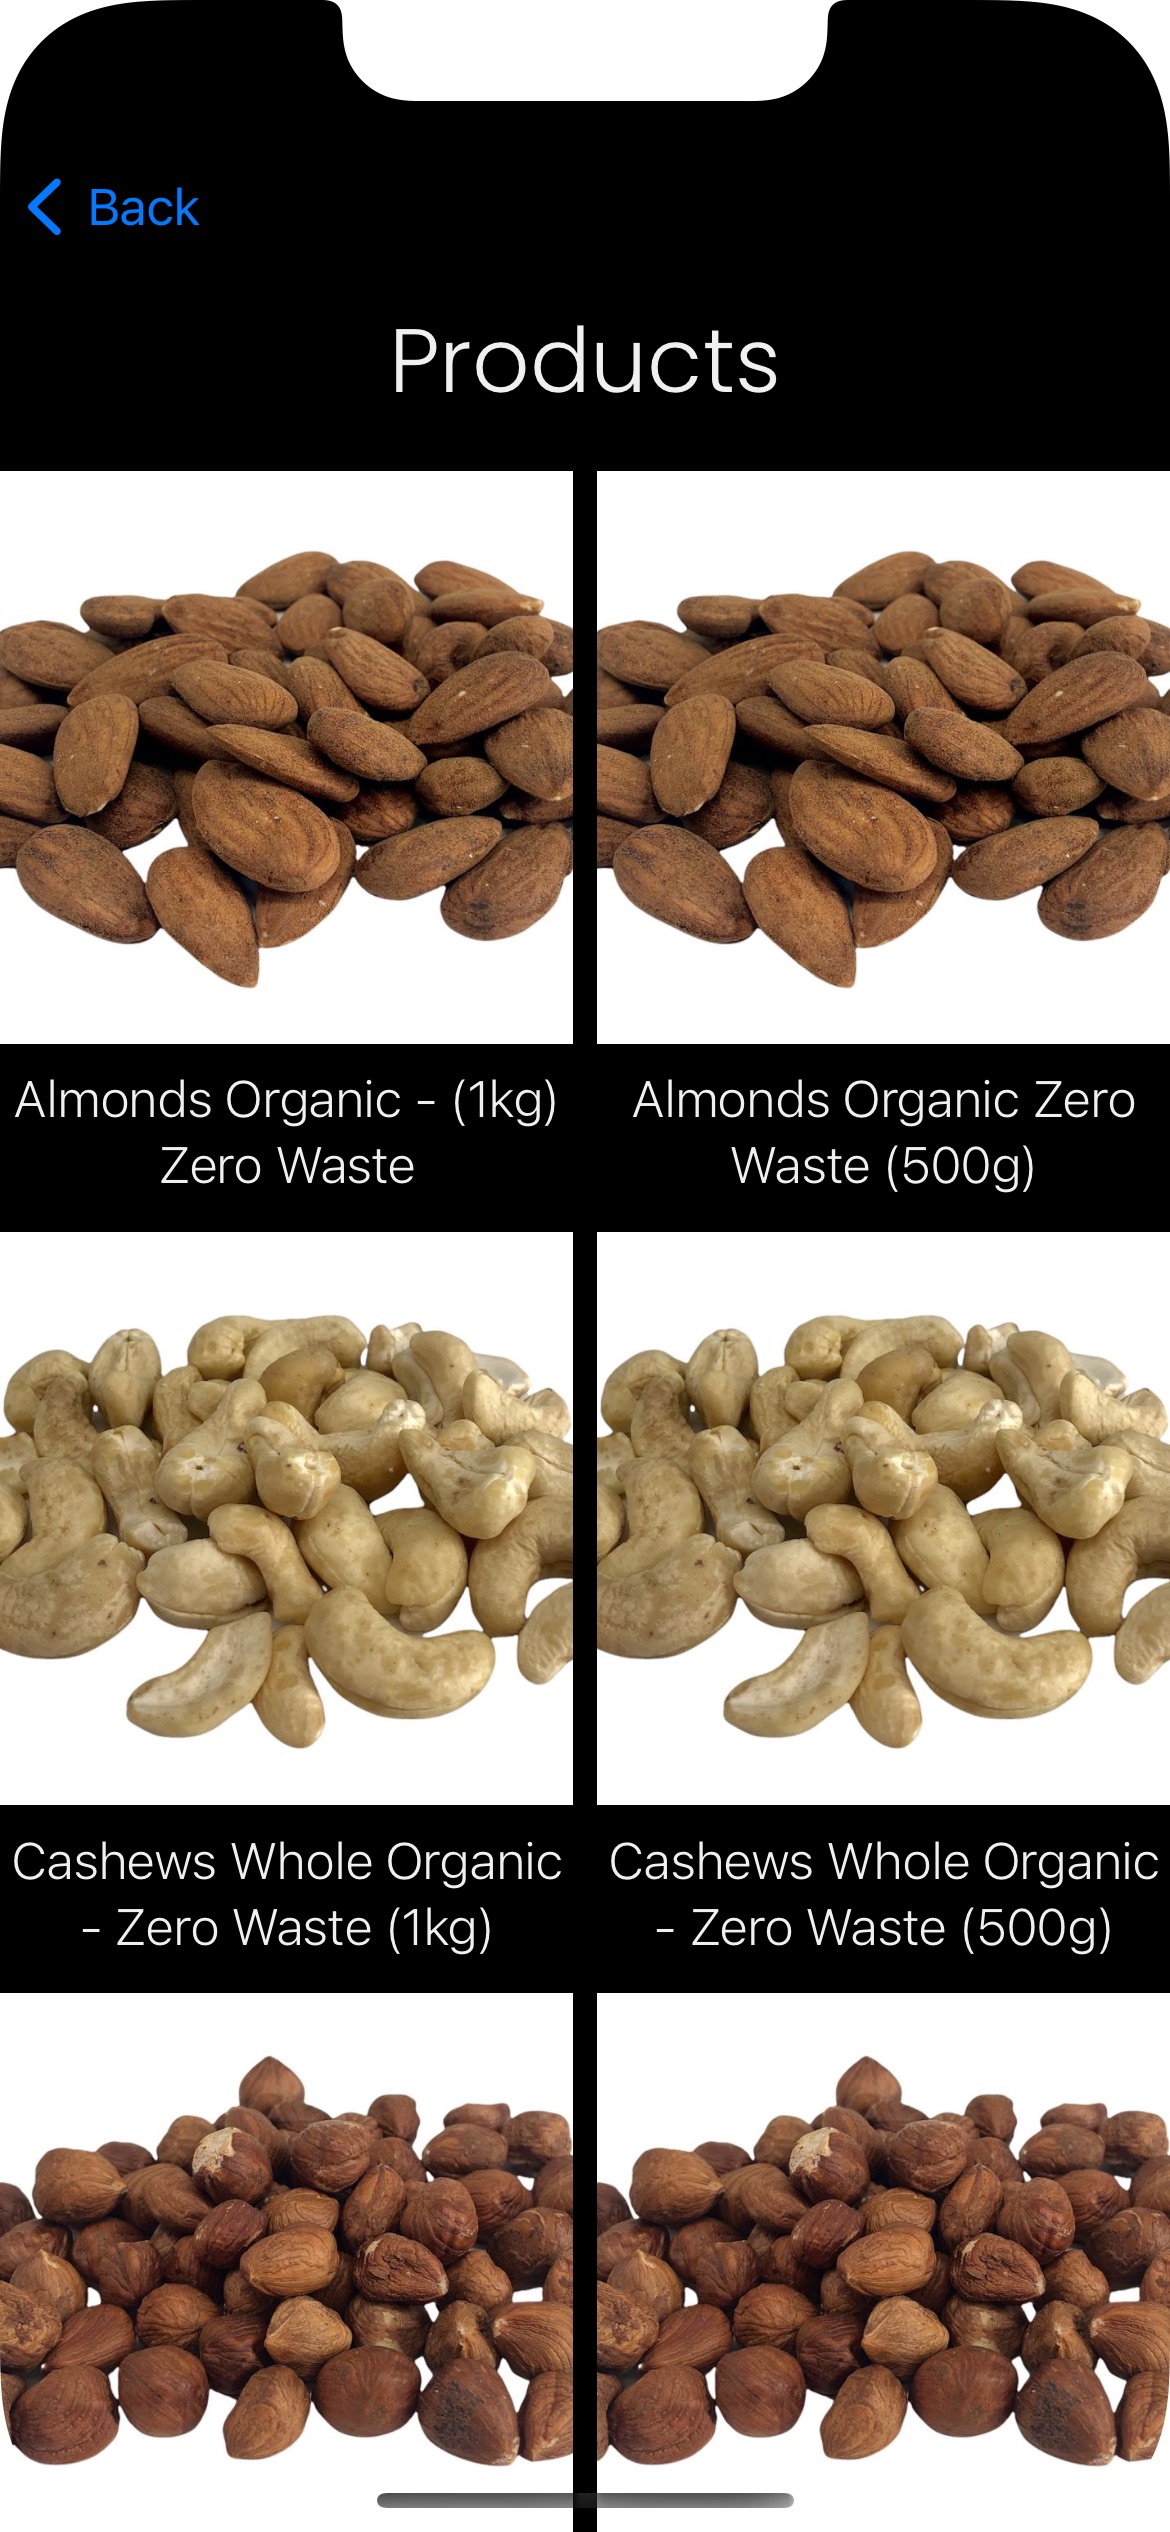 Back
Products
Almonds Organic - (1kg)
Zero Waste
Almonds Organic Zero
Waste (500g)
Cashews Whole Organic
- Zero Waste (1kg)
Cashews Whole Organic
- Zero Waste (500g)